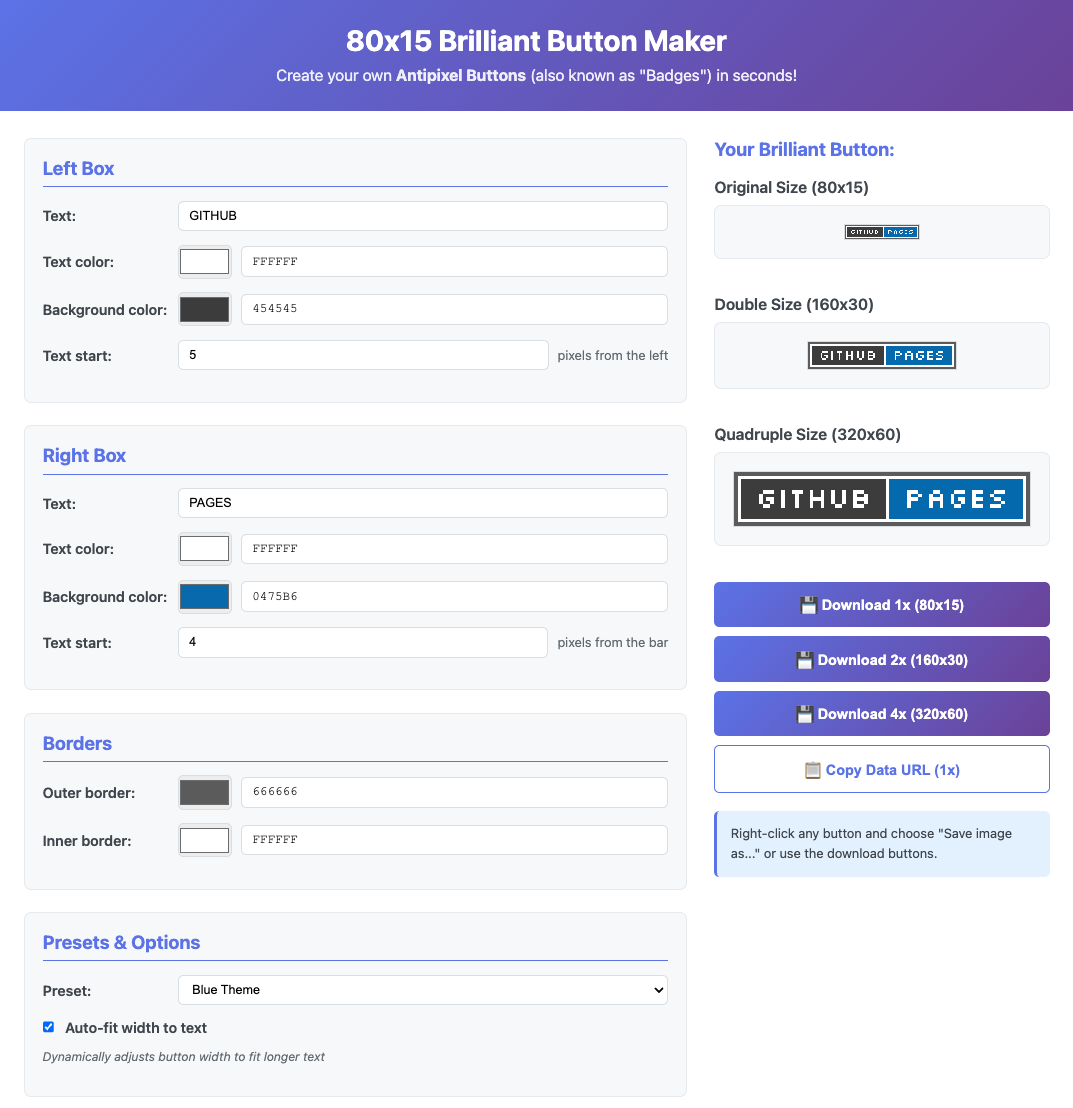 80x15 Brilliant Button Maker
Create your own Antipixel Buttons (also known as "Badges") in seconds!
Left Box
Text:
GITHUB
Text color:
FFFFFF
Background color:
454545
Text start:
5
pixels from the left
Right Box
Text:
PAGES
Text color:
FFFFFF
Background color:
0475B6
Text start:
4
pixels from the bar
Borders
Outer border:
666666
Inner border:
FFFFFF
Presets & Options
Preset:
Blue Theme
Auto-fit width to text
Dynamically adjusts button width to fit longer text
Your Brilliant Button:
Original Size (80x15)
GITHUB PAGES
Double Size (160x30)
GITHUB PAGES
Quadruple Size (320x60)
GITHUB PAGES
💾 Download 1x (80x15)
💾 Download 2x (160x30)
💾 Download 4x (320x60)
📋 Copy Data URL (1x)
Right-click any button and choose "Save image
as..." or use the download buttons.